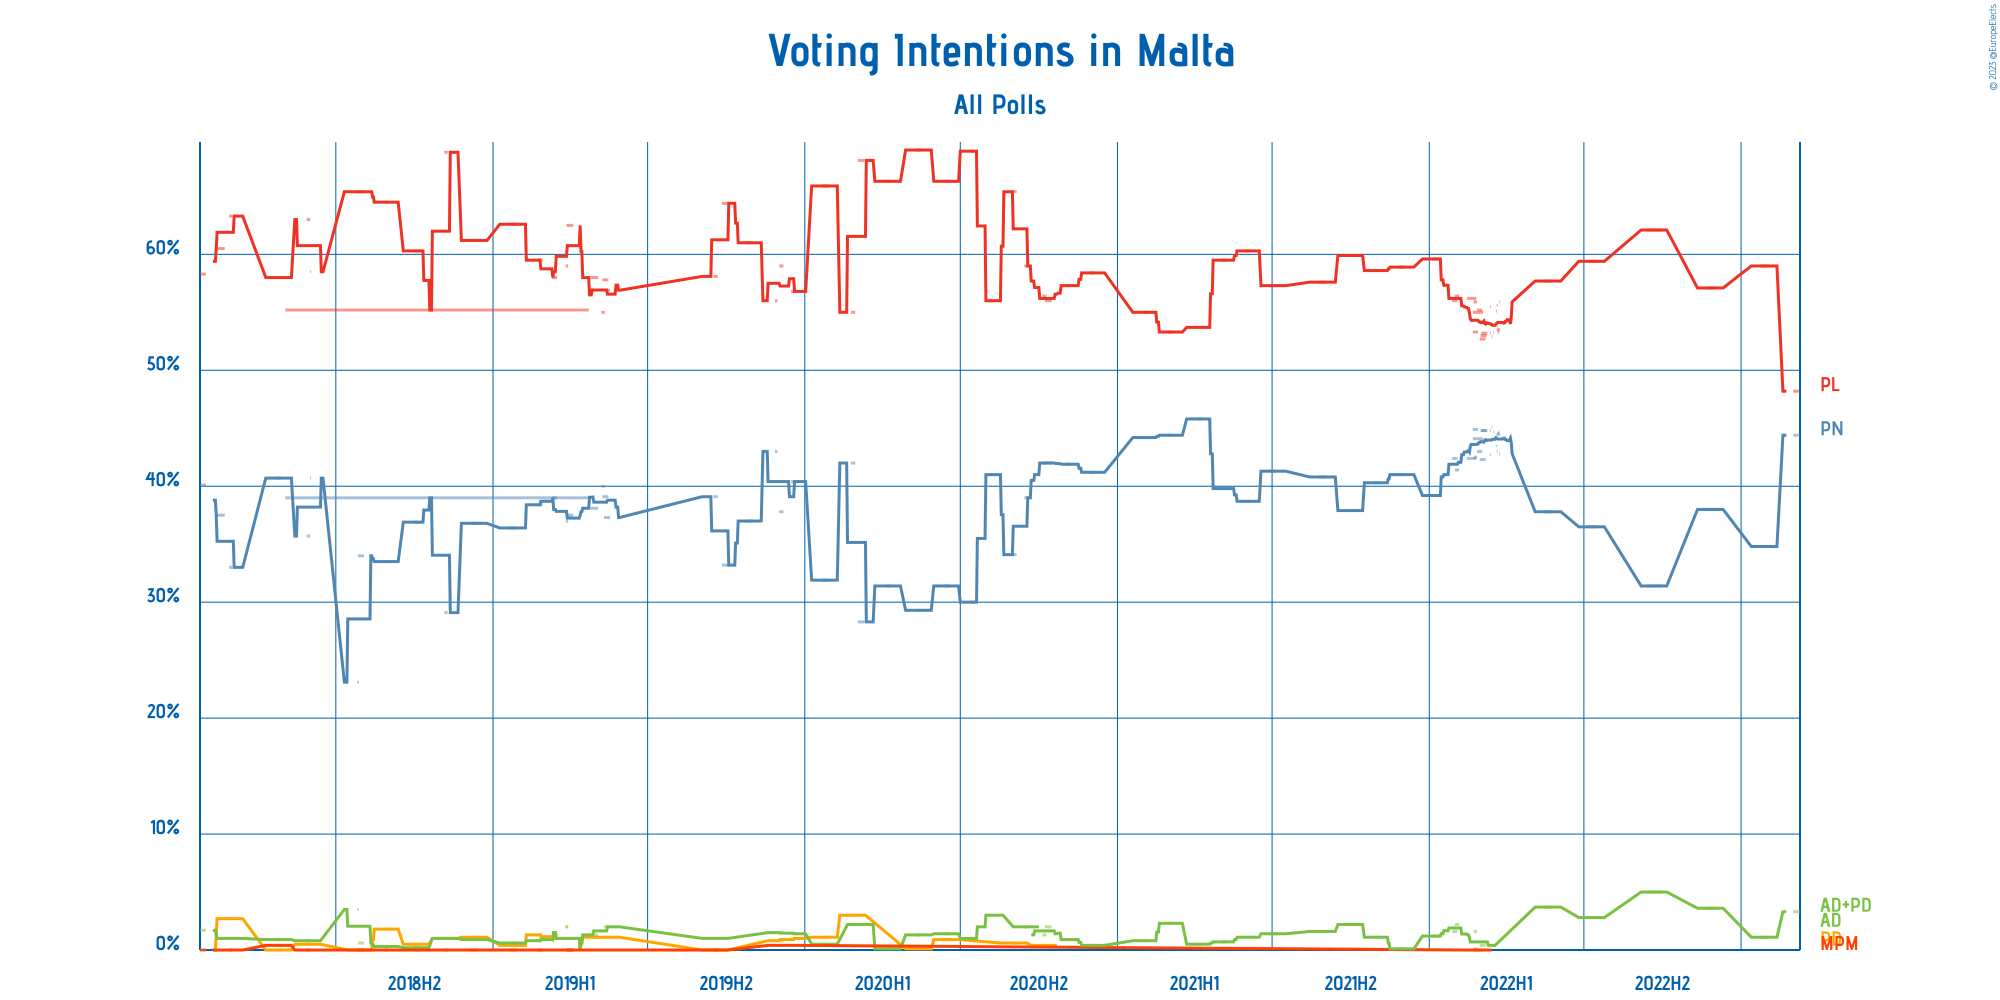 Voting Intentions in Malta
All Polls
© 2023 @EuropeElects
60%
50%
40%
30%
20%
10%
0%
PL
PN
AD+PD
AD
MPM
2018H2 2019H1 2019H2 2020H1 2020H2 2021H1 2021H2 2022H1 2022H2